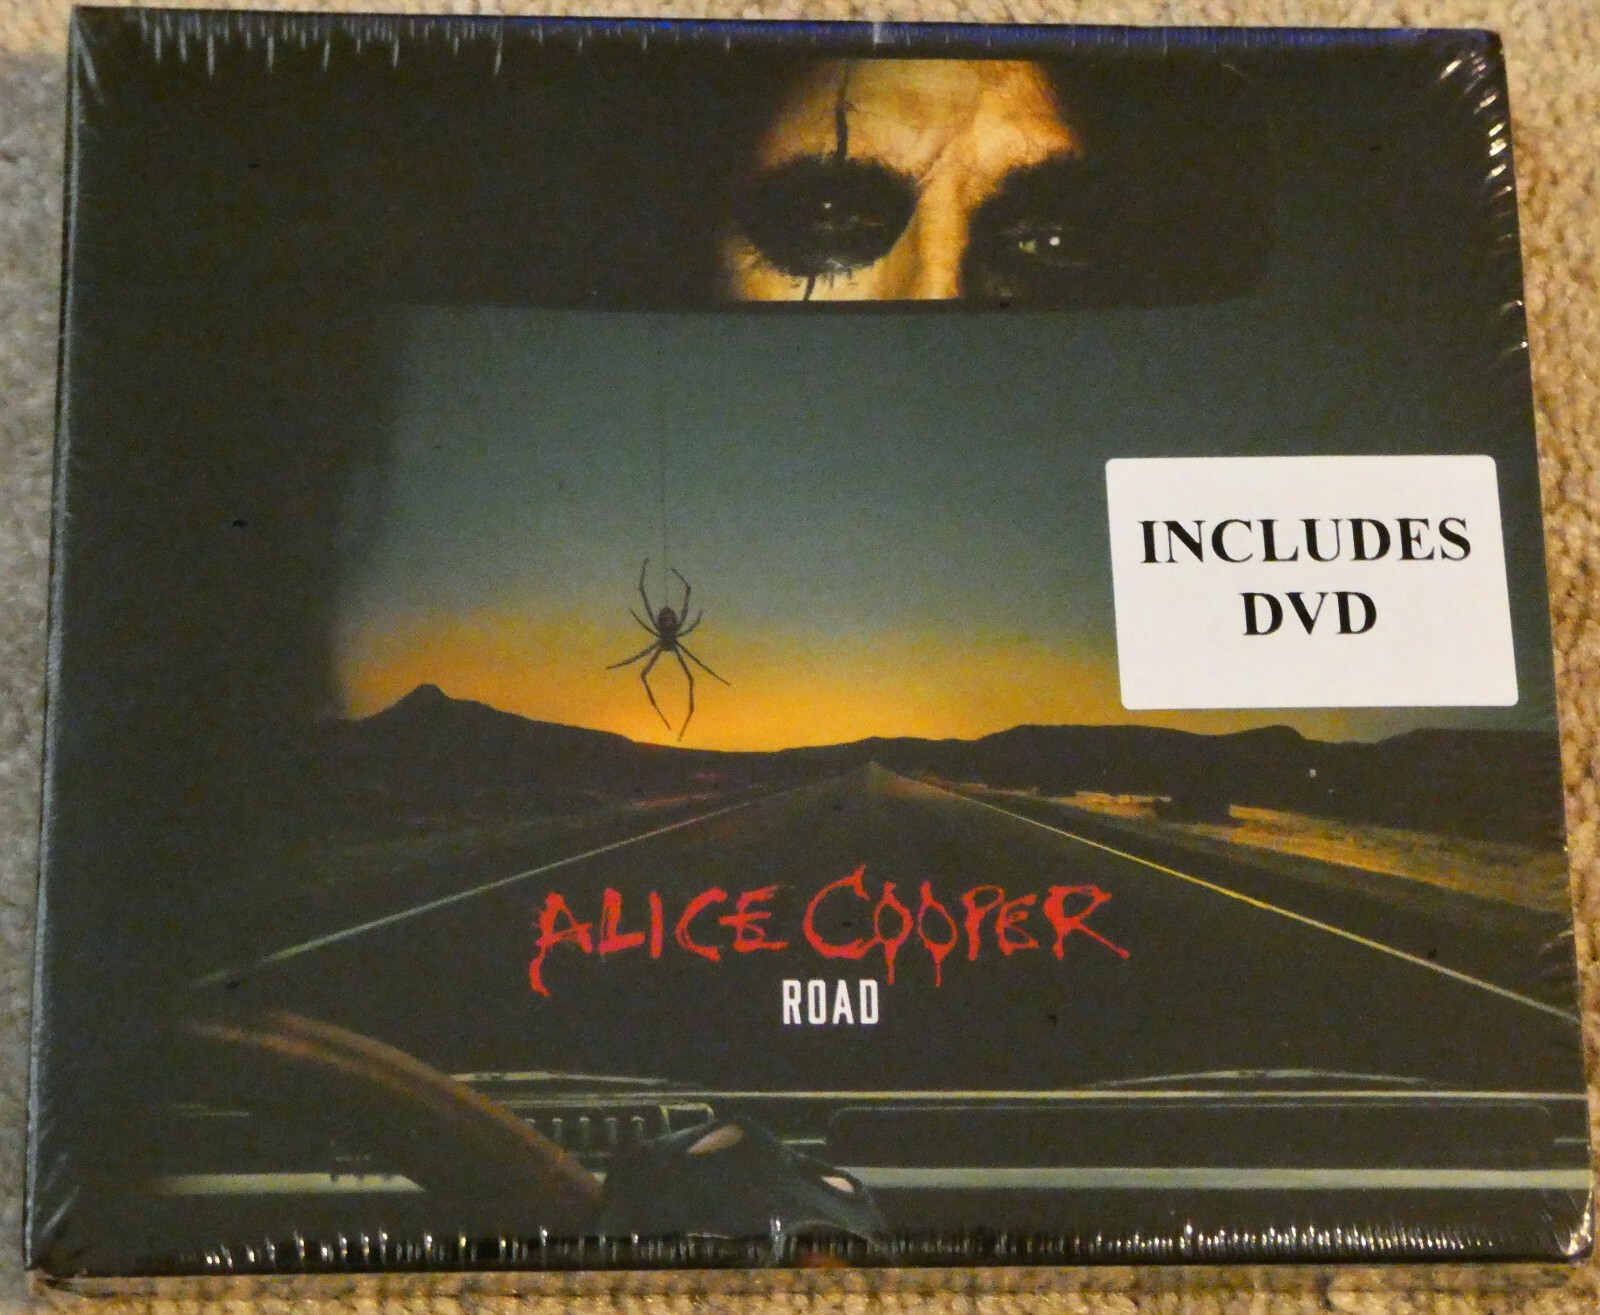 INCLUDES
DVD
ALICE COOPER
ROAD